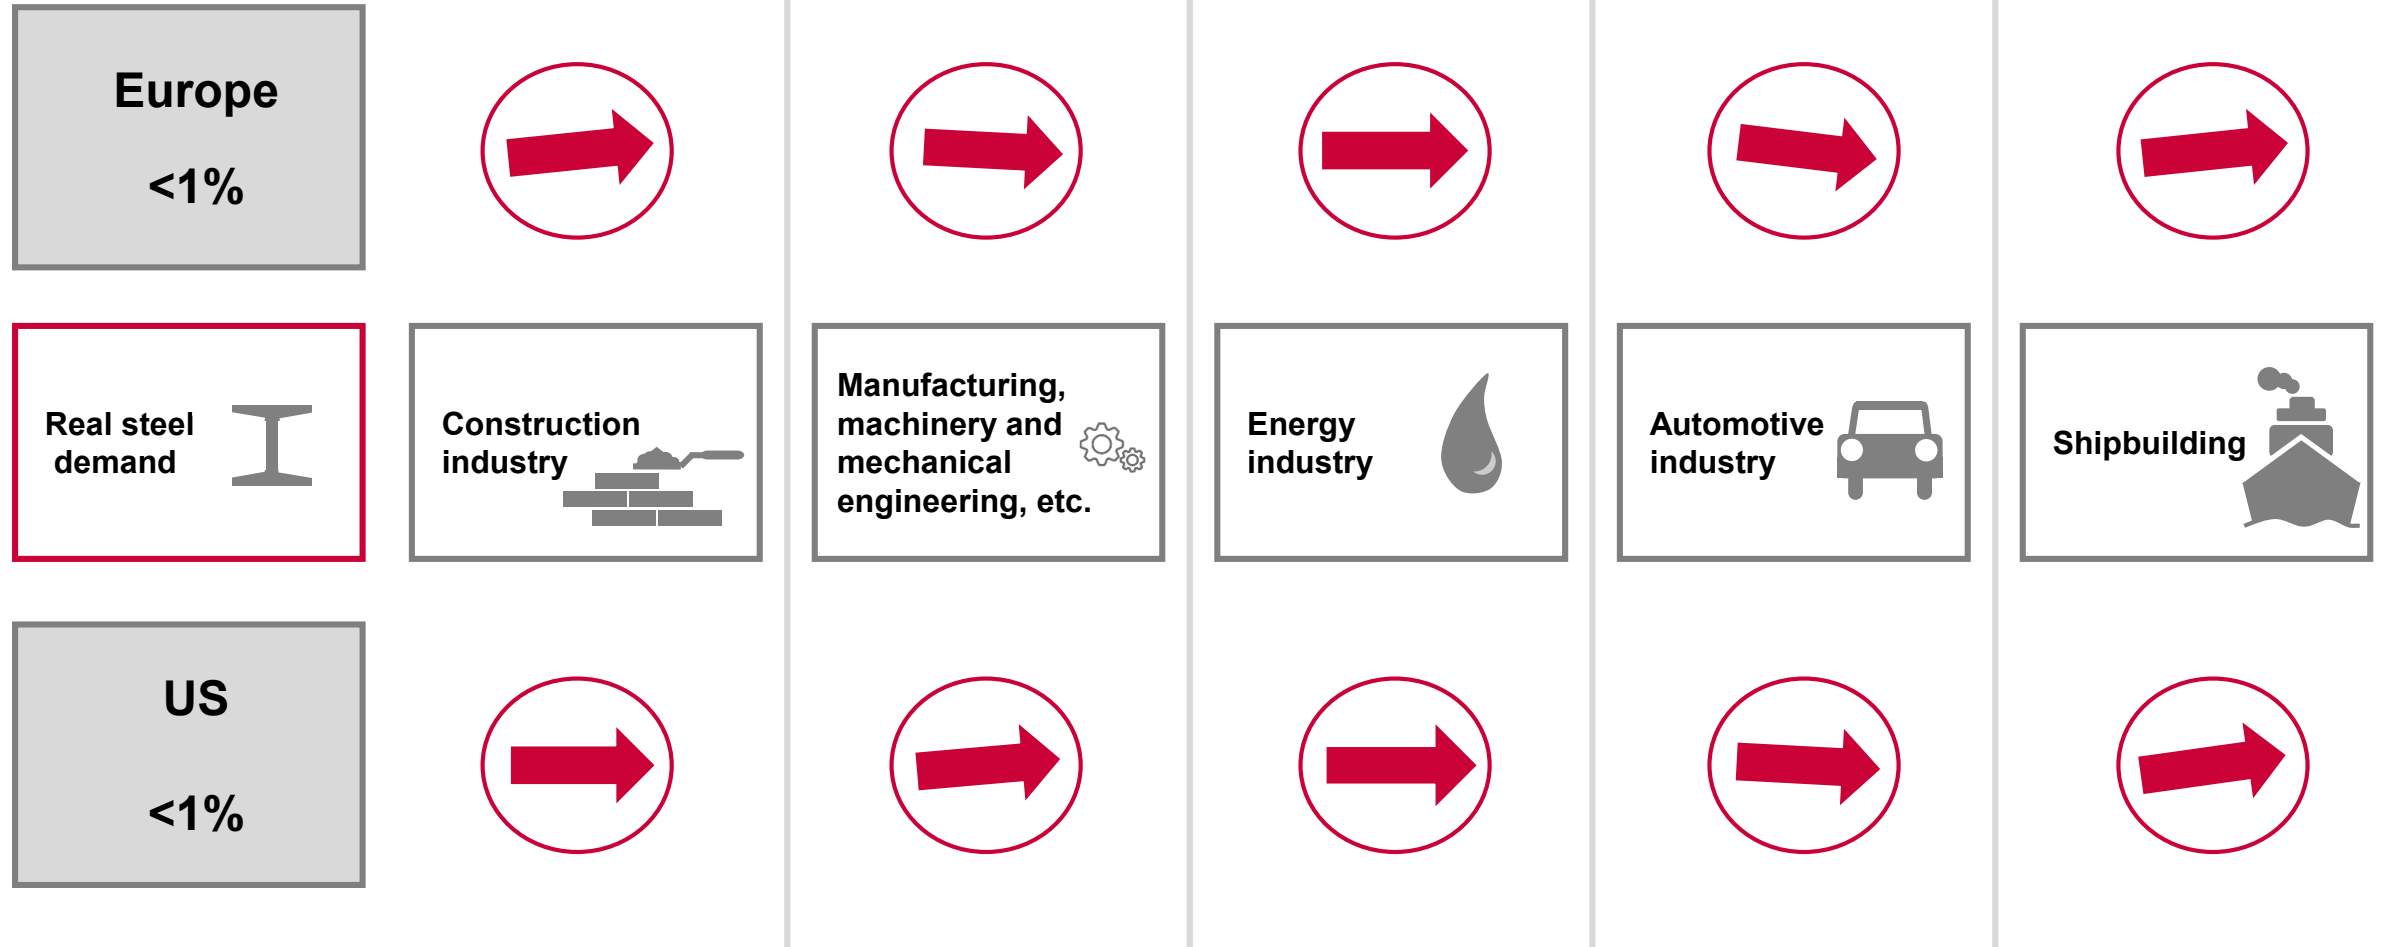 Europe
<1%
Real steel
demand
Construction
industry
Manufacturing,
machinery and
mechanical
engineering, etc.
Energy
industry
Automotive
industry
Shipbuilding
US
<1%